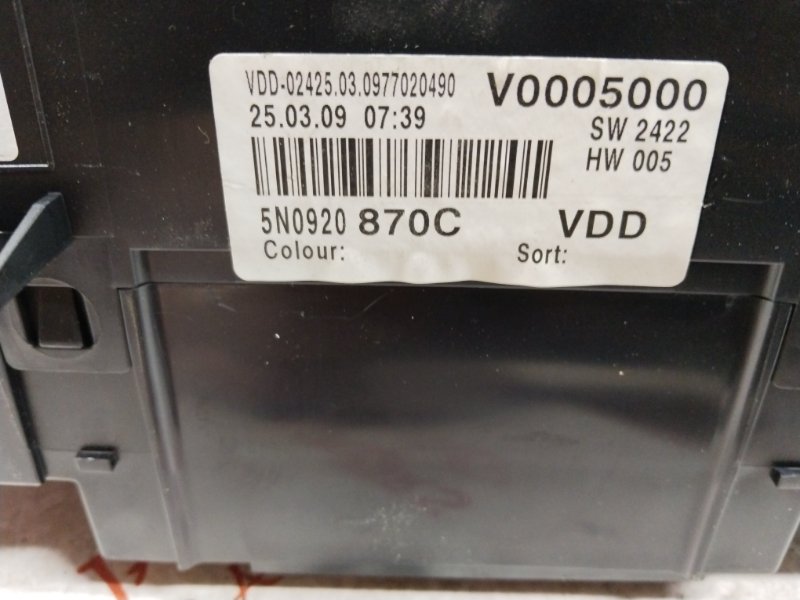 VDD-02425.03.0977020490 V0005000
25.03.09 07:39 SW 2422
HW 005
5N0920 870C VDD
Colour: Sort: